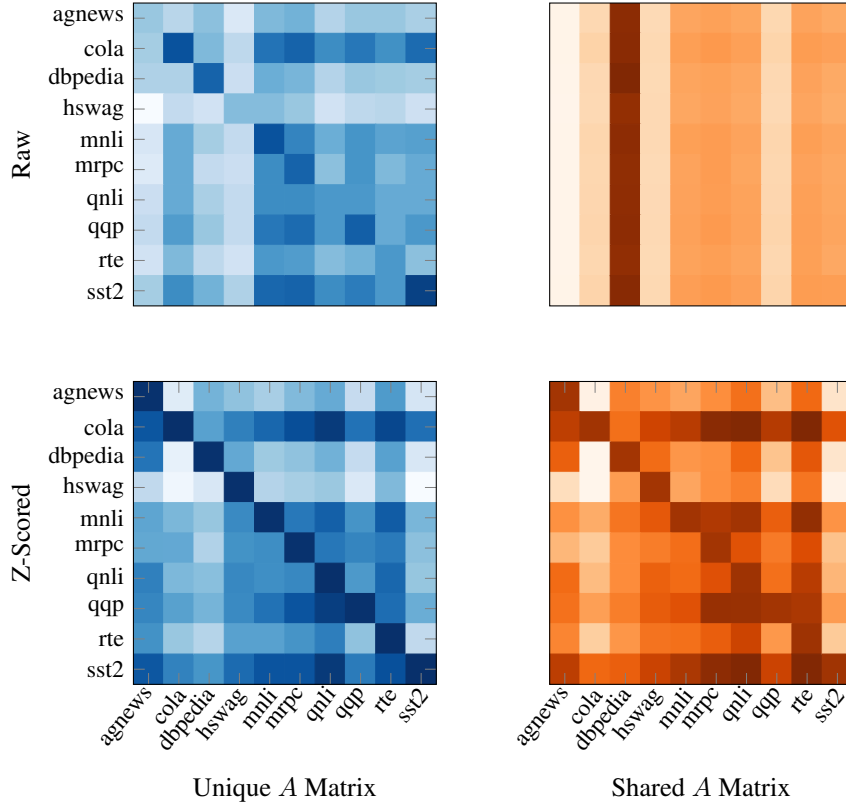 agnews
cola
dbpedia
hswag
mnli
mrpc
qnli
qqp
rte
sst2
Raw
agnews
cola
dbpedia
hswag
mnli
mrpc
qnli
qqp
rte
sst2
Z-Scored
agnews
cola
dbpedia
hswag
mnli
mrpc
qnli
qqp
rte
sst2
agnews
cola
dbpedia
hswag
mnli
mrpc
qnli
qqp
rte
sst2
Unique A Matrix
Shared A Matrix